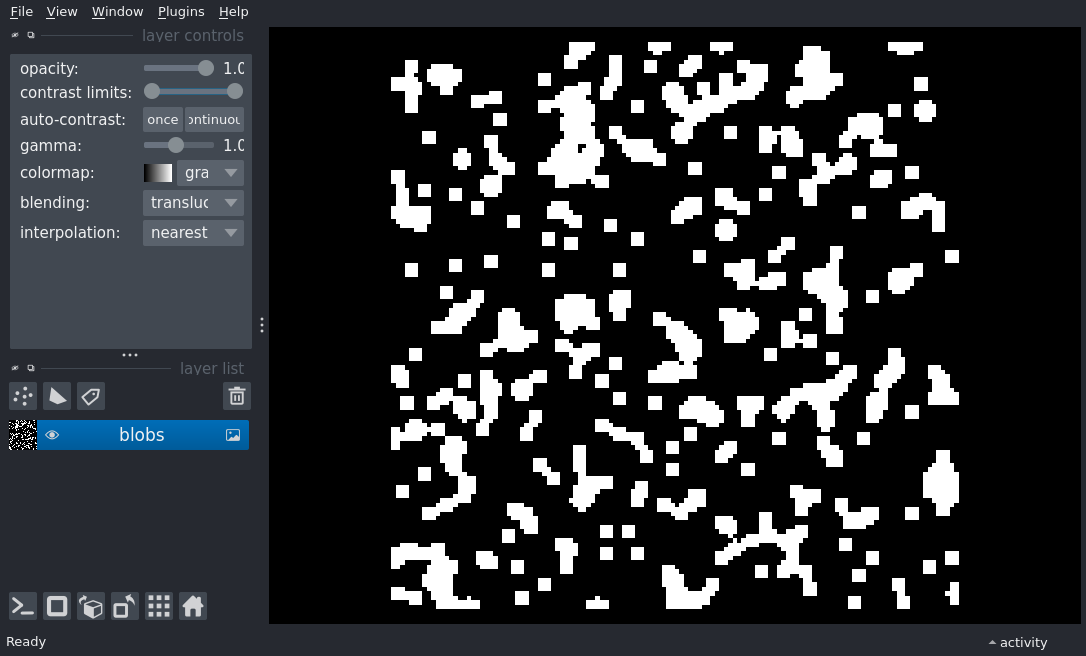 File View Window Plugins Help
layer controls
opacity: 1.0
contrast limits:
auto-contrast: once ontinuou
gamma: 1.0
colormap: gra
blending: transluc
interpolation: nearest
layer list
blobs
Ready
activity